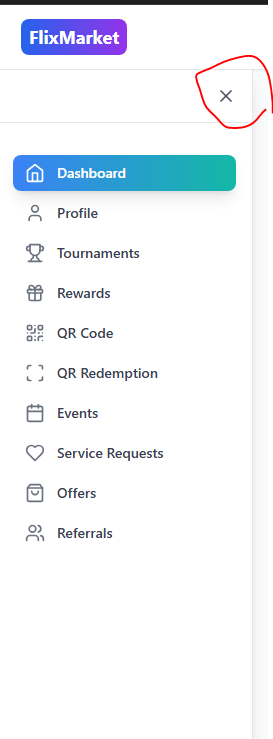 FlixMarket
Dashboard
Profile
Tournaments
Rewards
QR Code
QR Redemption
Events
Service Requests
Offers
Referrals